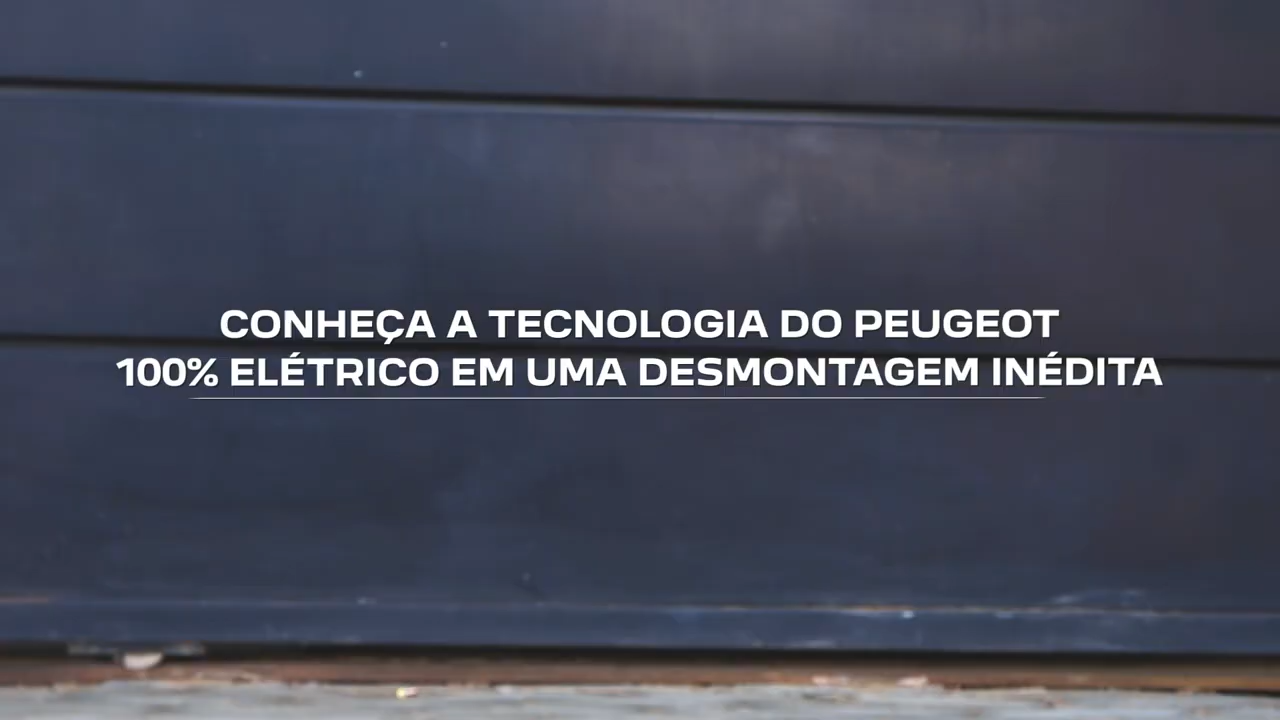 CONHEÇA A TECNOLOGIA DO PEUGEOT
100% ELÉTRICO EM UMA DESMONTAGEM INÉDITA